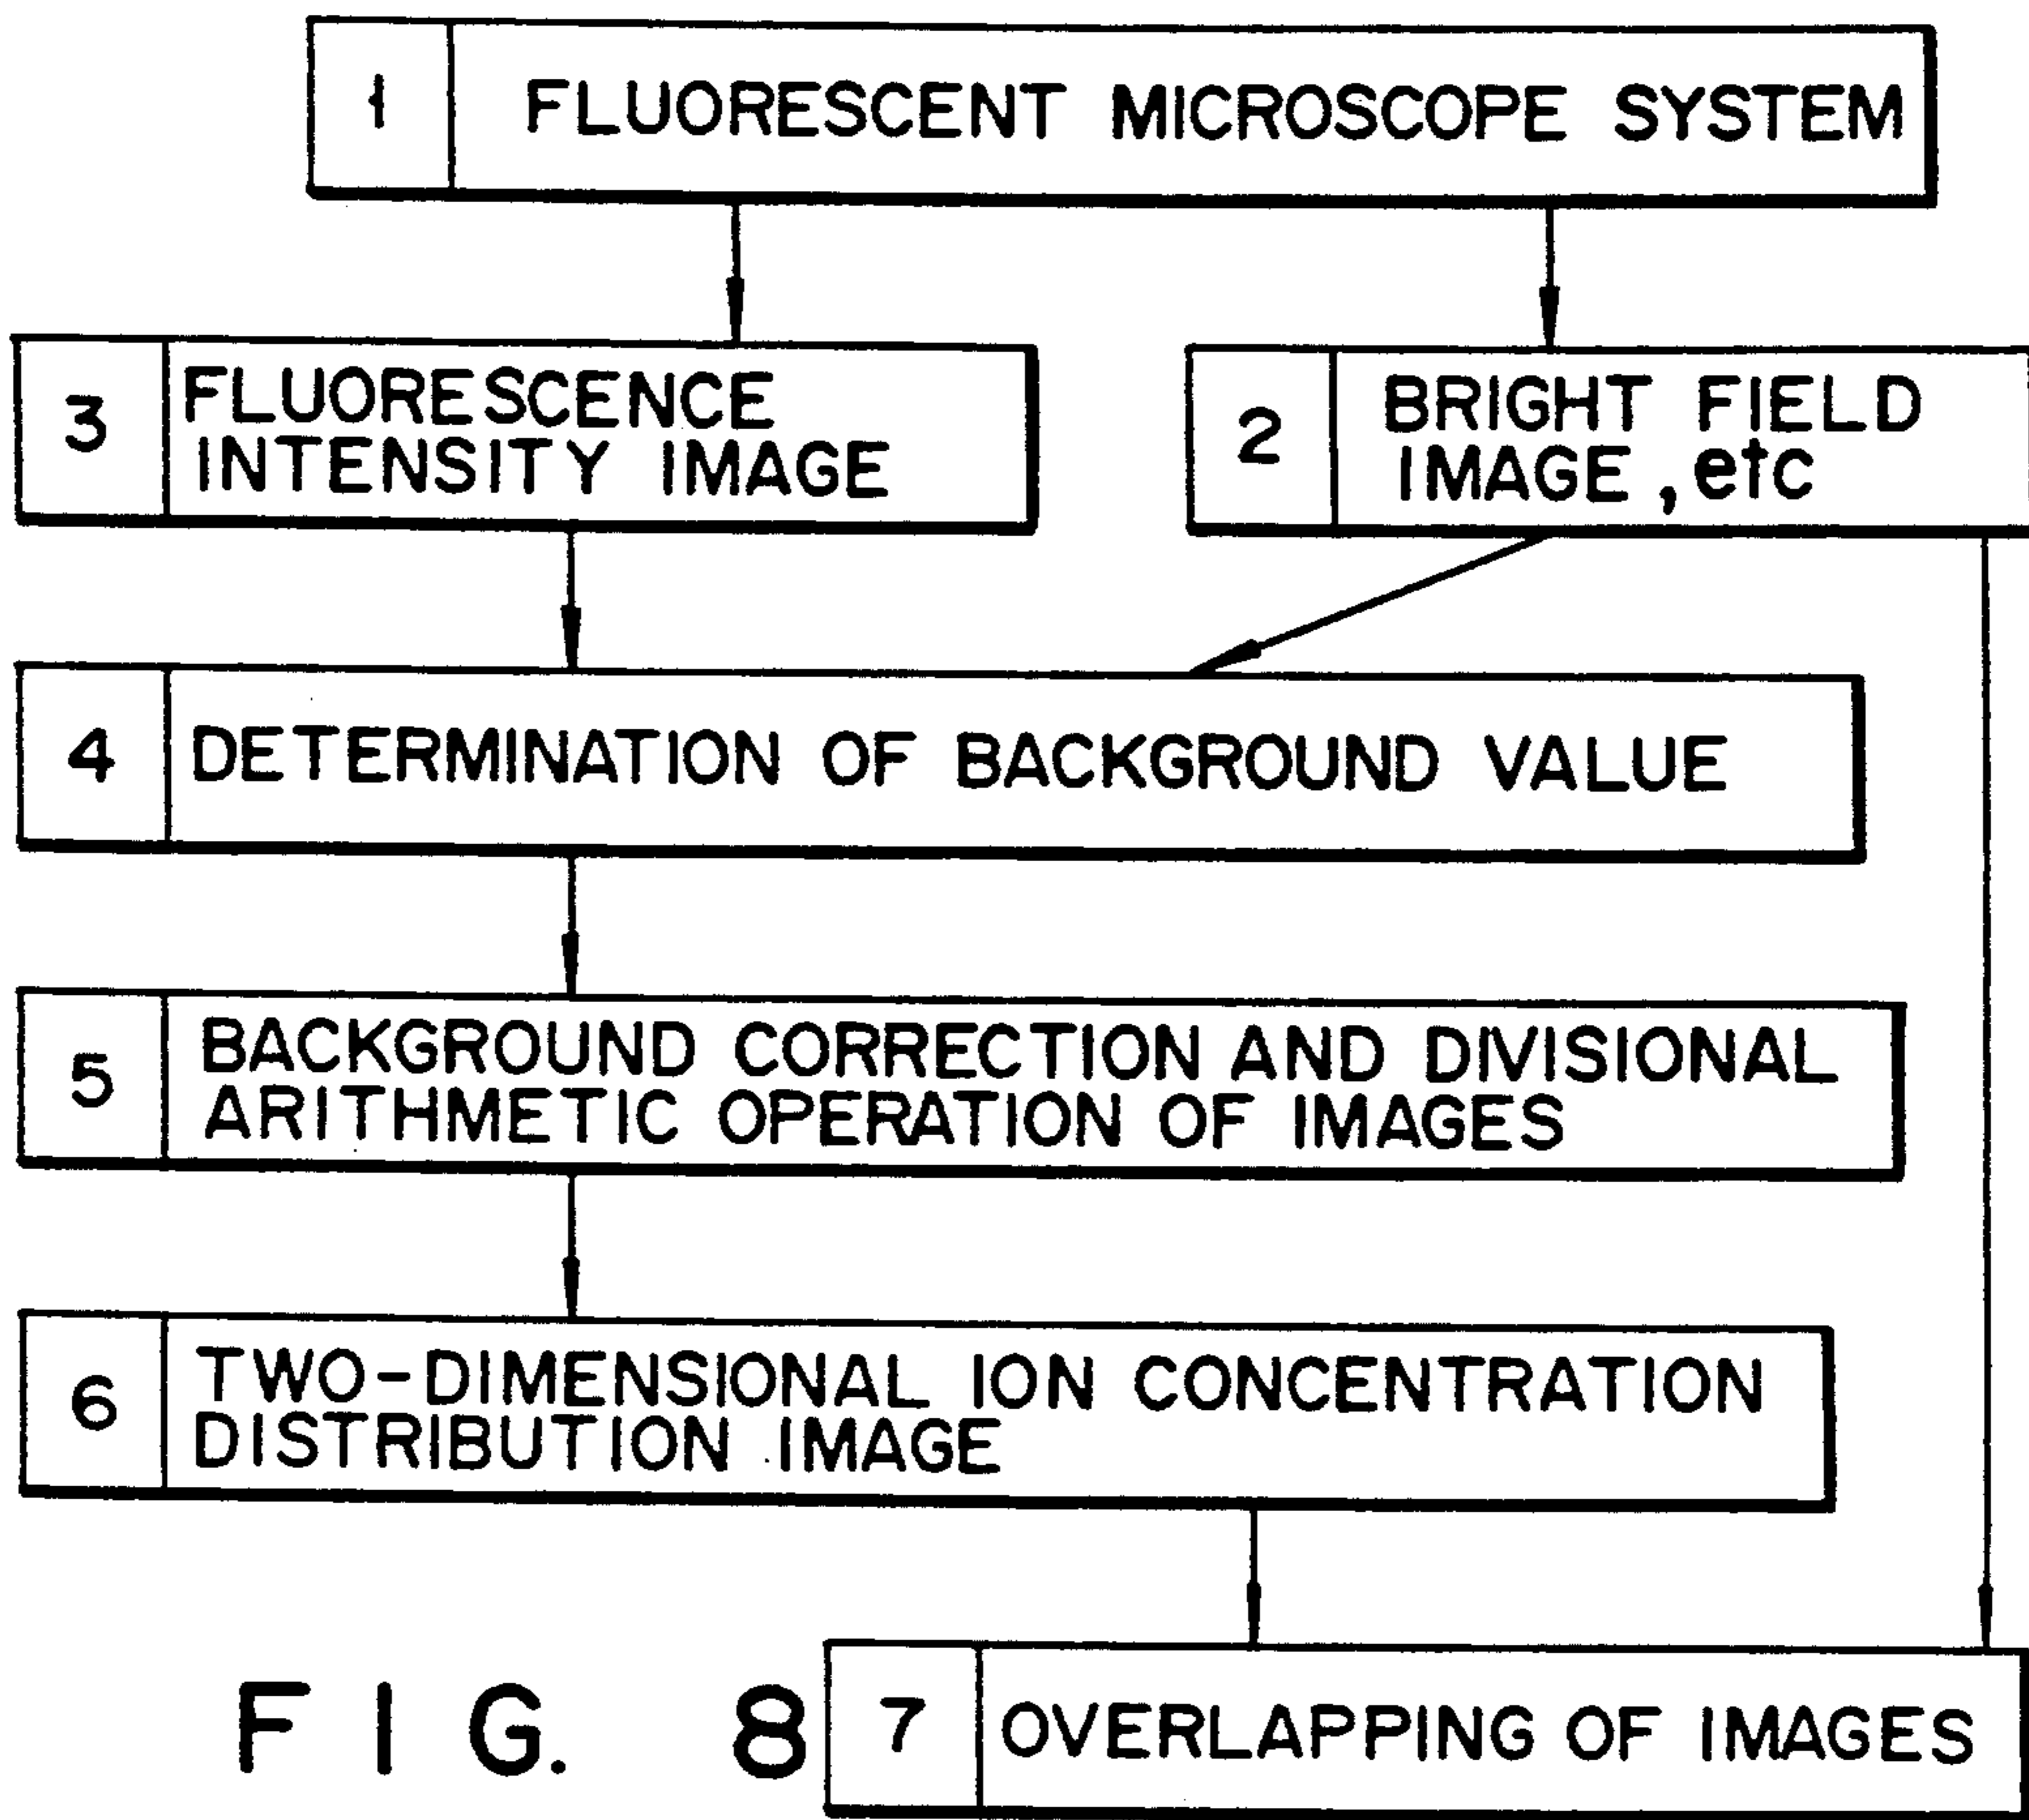 1 FLUORESCENT MICROSCOPE SYSTEM
3 FLUORESCENCE
INTENSITY IMAGE
2 BRIGHT FIELD
IMAGE, etc
4 DETERMINATION OF BACKGROUND VALUE
5 BACKGROUND CORRECTION AND DIVISIONAL
ARITHMETIC OPERATION OF IMAGES
6 TWO-DIMENSIONAL ION CONCENTRATION
DISTRIBUTION IMAGE
7 OVERLAPPING OF IMAGES
FIG. 8